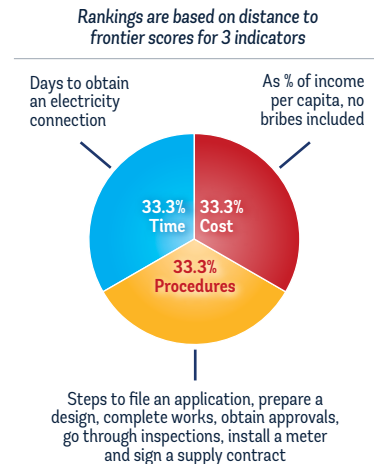 Rankings are based on distance to
frontier scores for 3 indicators
Days to obtain
an electricity
connection
As % of income
per capita, no
bribes included
33.3%
Time
33.3%
Cost
33.3%
Procedures
Steps to file an application, prepare a
design, complete works, obtain approvals,
go through inspections, install a meter
and sign a supply contract